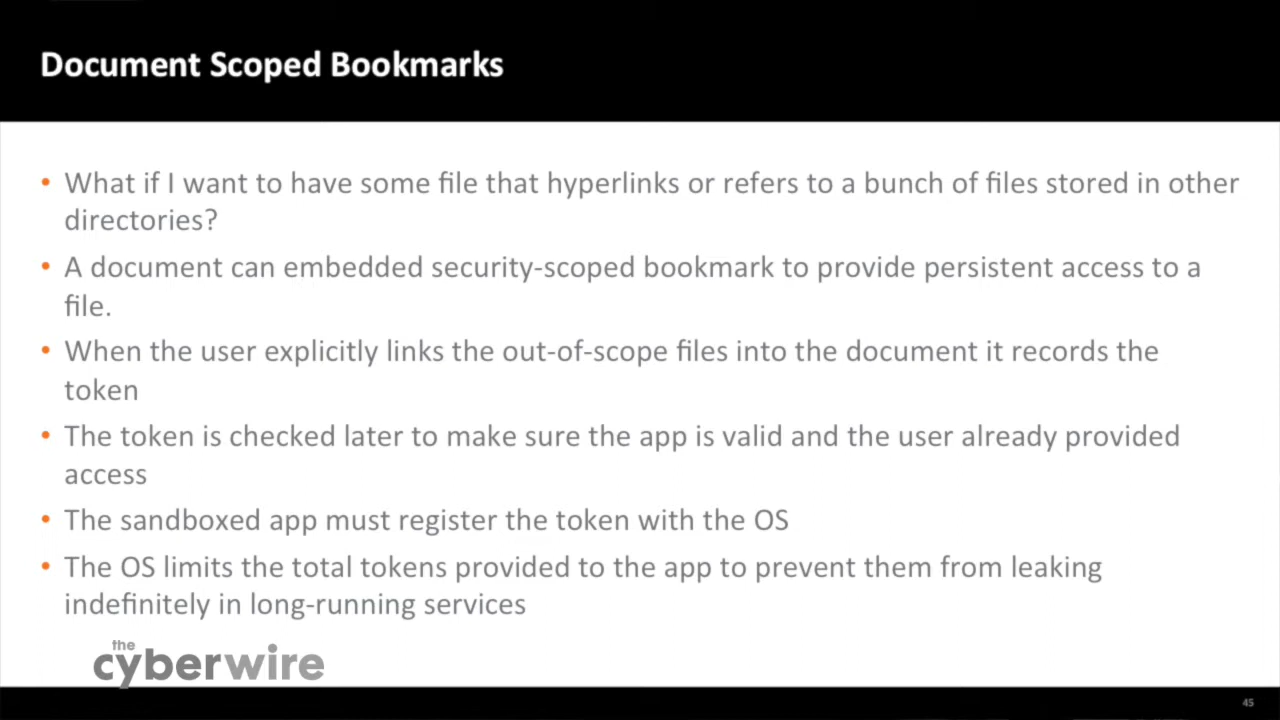 Document Scoped Bookmarks
• What if I want to have some file that hyperlinks or refers to a bunch of files stored in other
directories?
• A document can embedded security-scoped bookmark to provide persistent access to a
file.
• When the user explicitly links the out-of-scope files into the document it records the
token
• The token is checked later to make sure the app is valid and the user already provided
access
• The sandboxed app must register the token with the OS
• The OS limits the total tokens provided to the app to prevent them from leaking
indefinitely in long-running services
the
cyberwire
45